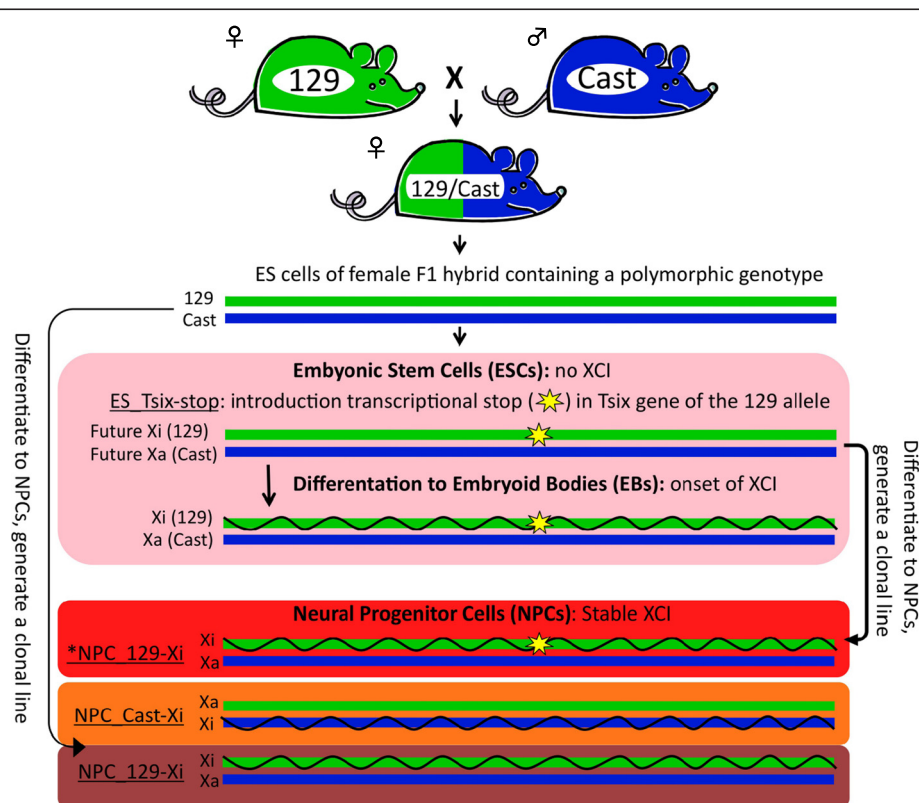 ♀
♂
129
X
Cast
♀
129/Cast
ES cells of female F1 hybrid containing a polymorphic genotype
129
Cast
Differentiate to NPCs, generate a clonal line
Embyonic Stem Cells (ESCs): no XCI
ES_Tsix-stop: introduction transcriptional stop ( ) in Tsix gene of the 129 allele
Future Xi (129)
Future Xa (Cast)
Differentation to Embryoid Bodies (EBs): onset of XCI
Xi (129)
Xa (Cast)
Differentiate to NPCs,
generate a clonal line
Neural Progenitor Cells (NPCs): Stable XCI
Xi
*NPC_129-Xi
Xa
Xa
NPC_Cast-Xi
Xi
Xi
NPC_129-Xi
Xa